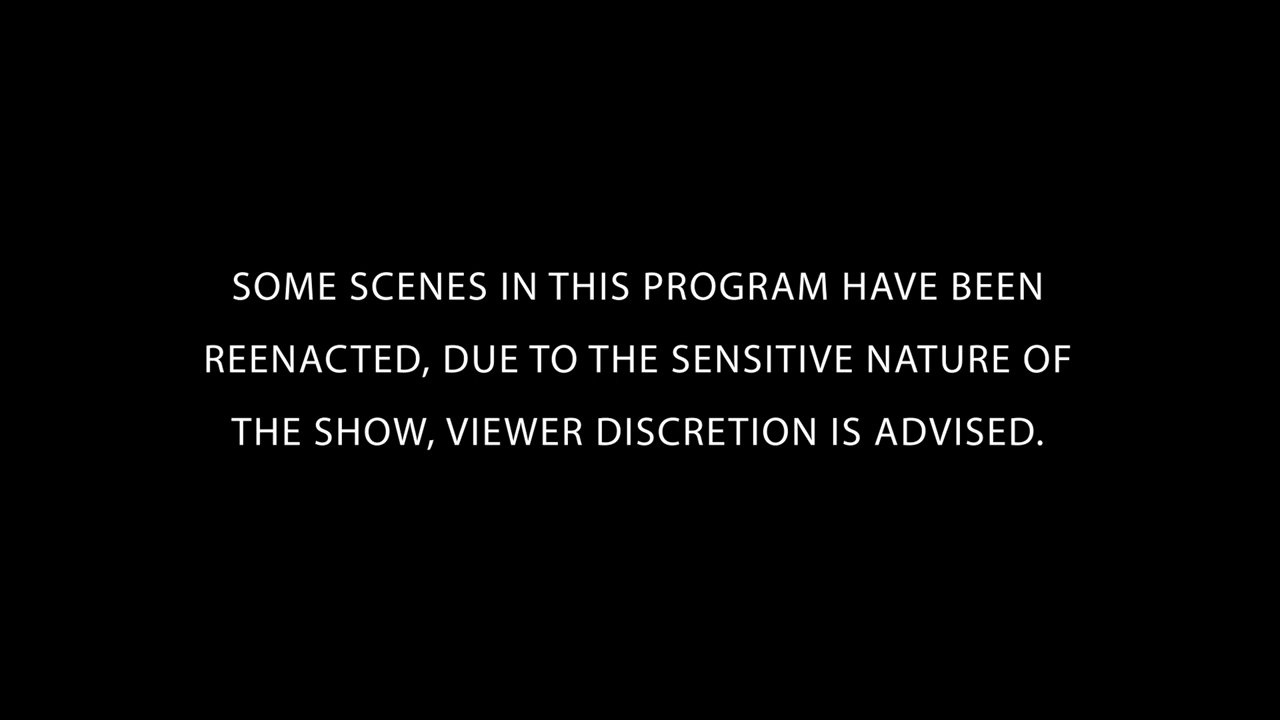 SOME SCENES IN THIS PROGRAM HAVE BEEN
REENACTED, DUE TO THE SENSITIVE NATURE OF
THE SHOW, VIEWER DISCRETION IS ADVISED.